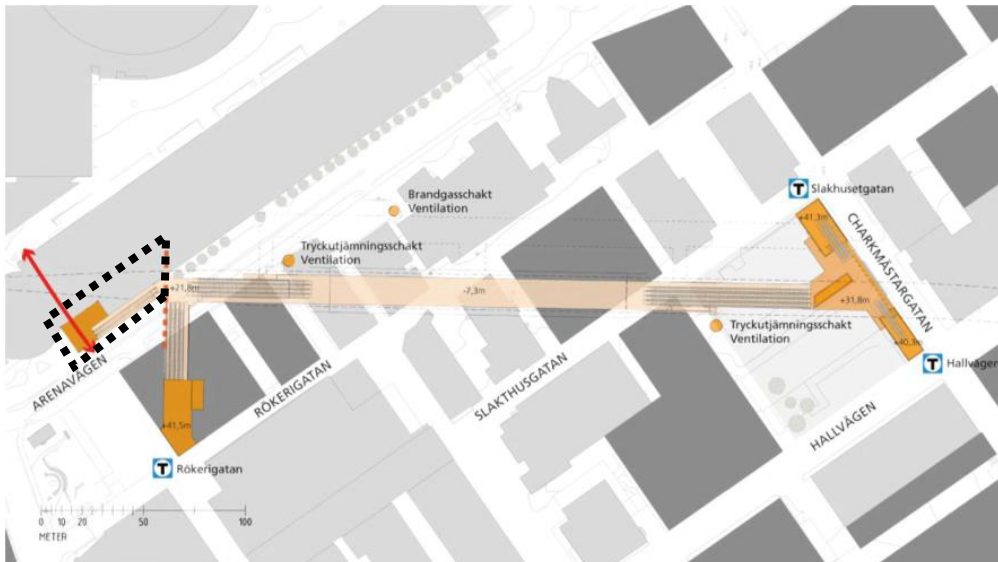 Brandgasschakt
Ventilation
T Slakhusetgatan
+41,3m
CHARKMÄSTARGATAN
Tryckutjämningsschakt
Ventilation
+21,8m
-7,3m
+31,8m
Tryckutjämningsschakt
Ventilation
+40,3m
T Hallvägen
ARENAVÄGEN
RÖKERIGATAN
SLAKTHUSGATAN
HALLVÄGEN
+41,5m
T Rökerigatan
0 10 20 50 100
METER